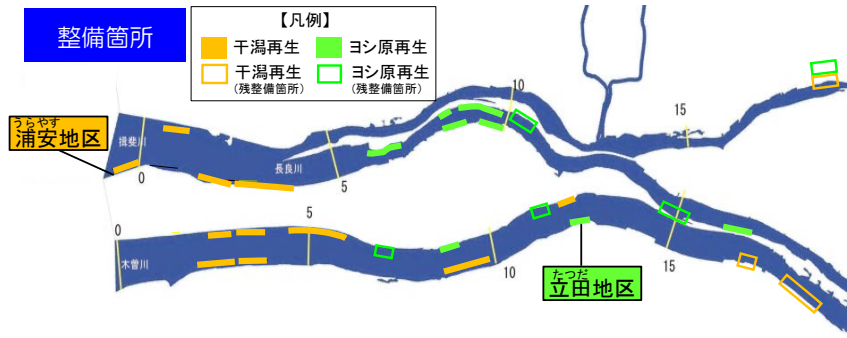 整備箇所
【凡例】
干潟再生
ヨシ原再生
干潟再生
(残整備箇所)
ヨシ原再生
(残整備箇所)
10
15
うらやす
浦安地区
揖斐川
0
長良川
5
0
5
木曽川
10
15
たつだ
立田地区